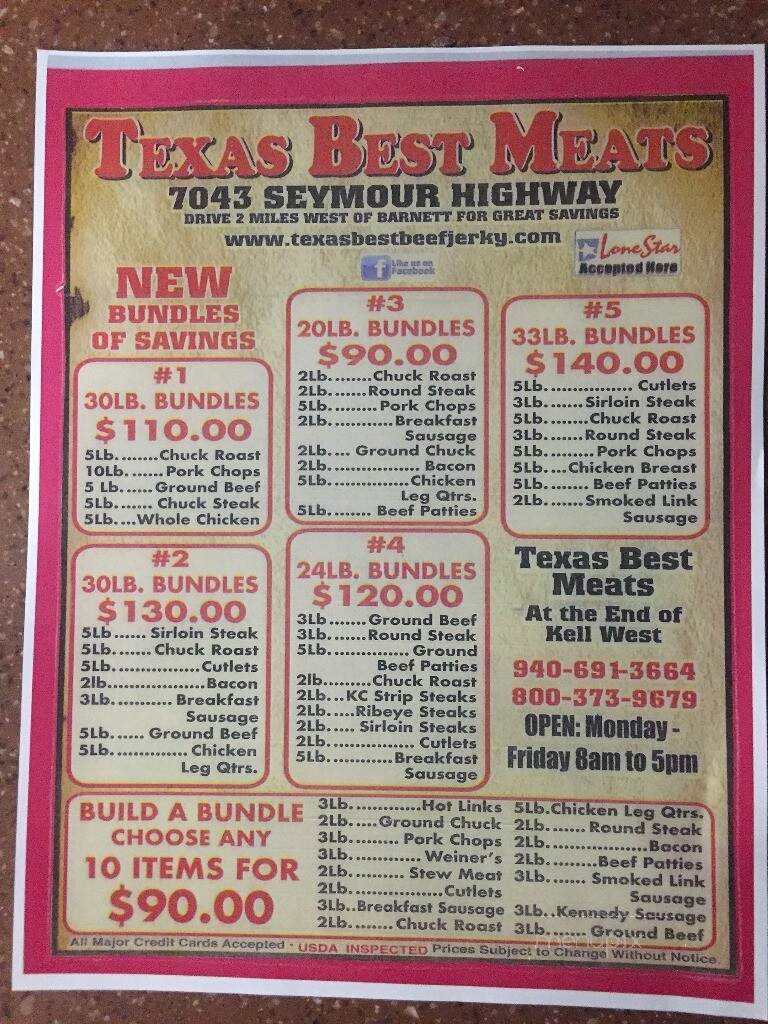 TEXAS BEST MEATS
7043 SEYMOUR HIGHWAY
DRIVE 2 MILES WEST OF BARNETT FOR GREAT SAVINGS
www.texasbestbeefjerky.com
Like us on
Facebook
LoneStar
Accepted Here
NEW
BUNDLES
OF SAVINGS
#1
30LB. BUNDLES
$110.00
5Lb........Chuck Roast
10Lb.......Pork Chops
5 Lb......Ground Beef
5Lb........Chuck Steak
5Lb....Whole Chicken
#2
30LB. BUNDLES
$130.00
5Lb...... Sirloin Steak
5Lb...... Chuck Roast
5Lb................Cutlets
2lb..................Bacon
3Lb............Breakfast
Sausage
5Lb...... Ground Beef
5Lb..............Chicken
Leg Qtrs.
#3
20LB. BUNDLES
$90.00
2Lb........Chuck Roast
2Lb........Round Steak
5Lb..........Pork Chops
2Lb............Breakfast
Sausage
2Lb.... Ground Chuck
2Lb..................Bacon
5Lb..............Chicken
Leg Qtrs.
5Lb......... Beef Patties
#4
24LB. BUNDLES
$120.00
3Lb.......Ground Beef
3Lb.......Round Steak
5Lb................Ground
Beef Patties
2lb.........Chuck Roast
2Lb...KC Strip Steaks
2Lb.....Ribeye Steaks
2Lb..... Sirloin Steaks
2Lb................. Cutlets
5Lb............Breakfast
Sausage
#5
33LB. BUNDLES
$140.00
5Lb................ Cutlets
3Lb.......Sirloin Steak
5Lb.......Chuck Roast
3Lb.......Round Steak
5Lb.........Pork Chops
5Lb....Chicken Breast
5Lb........ Beef Patties
2Lb.......Smoked Link
Sausage
Texas Best
Meats
At the End of
Kell West
940-691-3664
800-373-9679
OPEN: Monday -
Friday 8am to 5pm
BUILD A BUNDLE
CHOOSE ANY
10 ITEMS FOR
$90.00
3Lb.............Hot Links
2Lb.....Ground Chuck
3Lb.......... Pork Chops
3Lb.............. Weiner's
2Lb........... Stew Meat
2Lb...................Cutlets
3Lb..Breakfast Sausage
2Lb........ Chuck Roast
5Lb.Chicken Leg Qtrs.
2Lb....... Round Steak
2Lb.....................Bacon
2Lb.........Beef Patties
3Lb....... Smoked Link
Sausage
3Lb..Kennedy Sausage
3Lb....... Ground Beef
All Major Credit Cards Accepted - USDA INSPECTED Prices Subject to Change Without Notice.